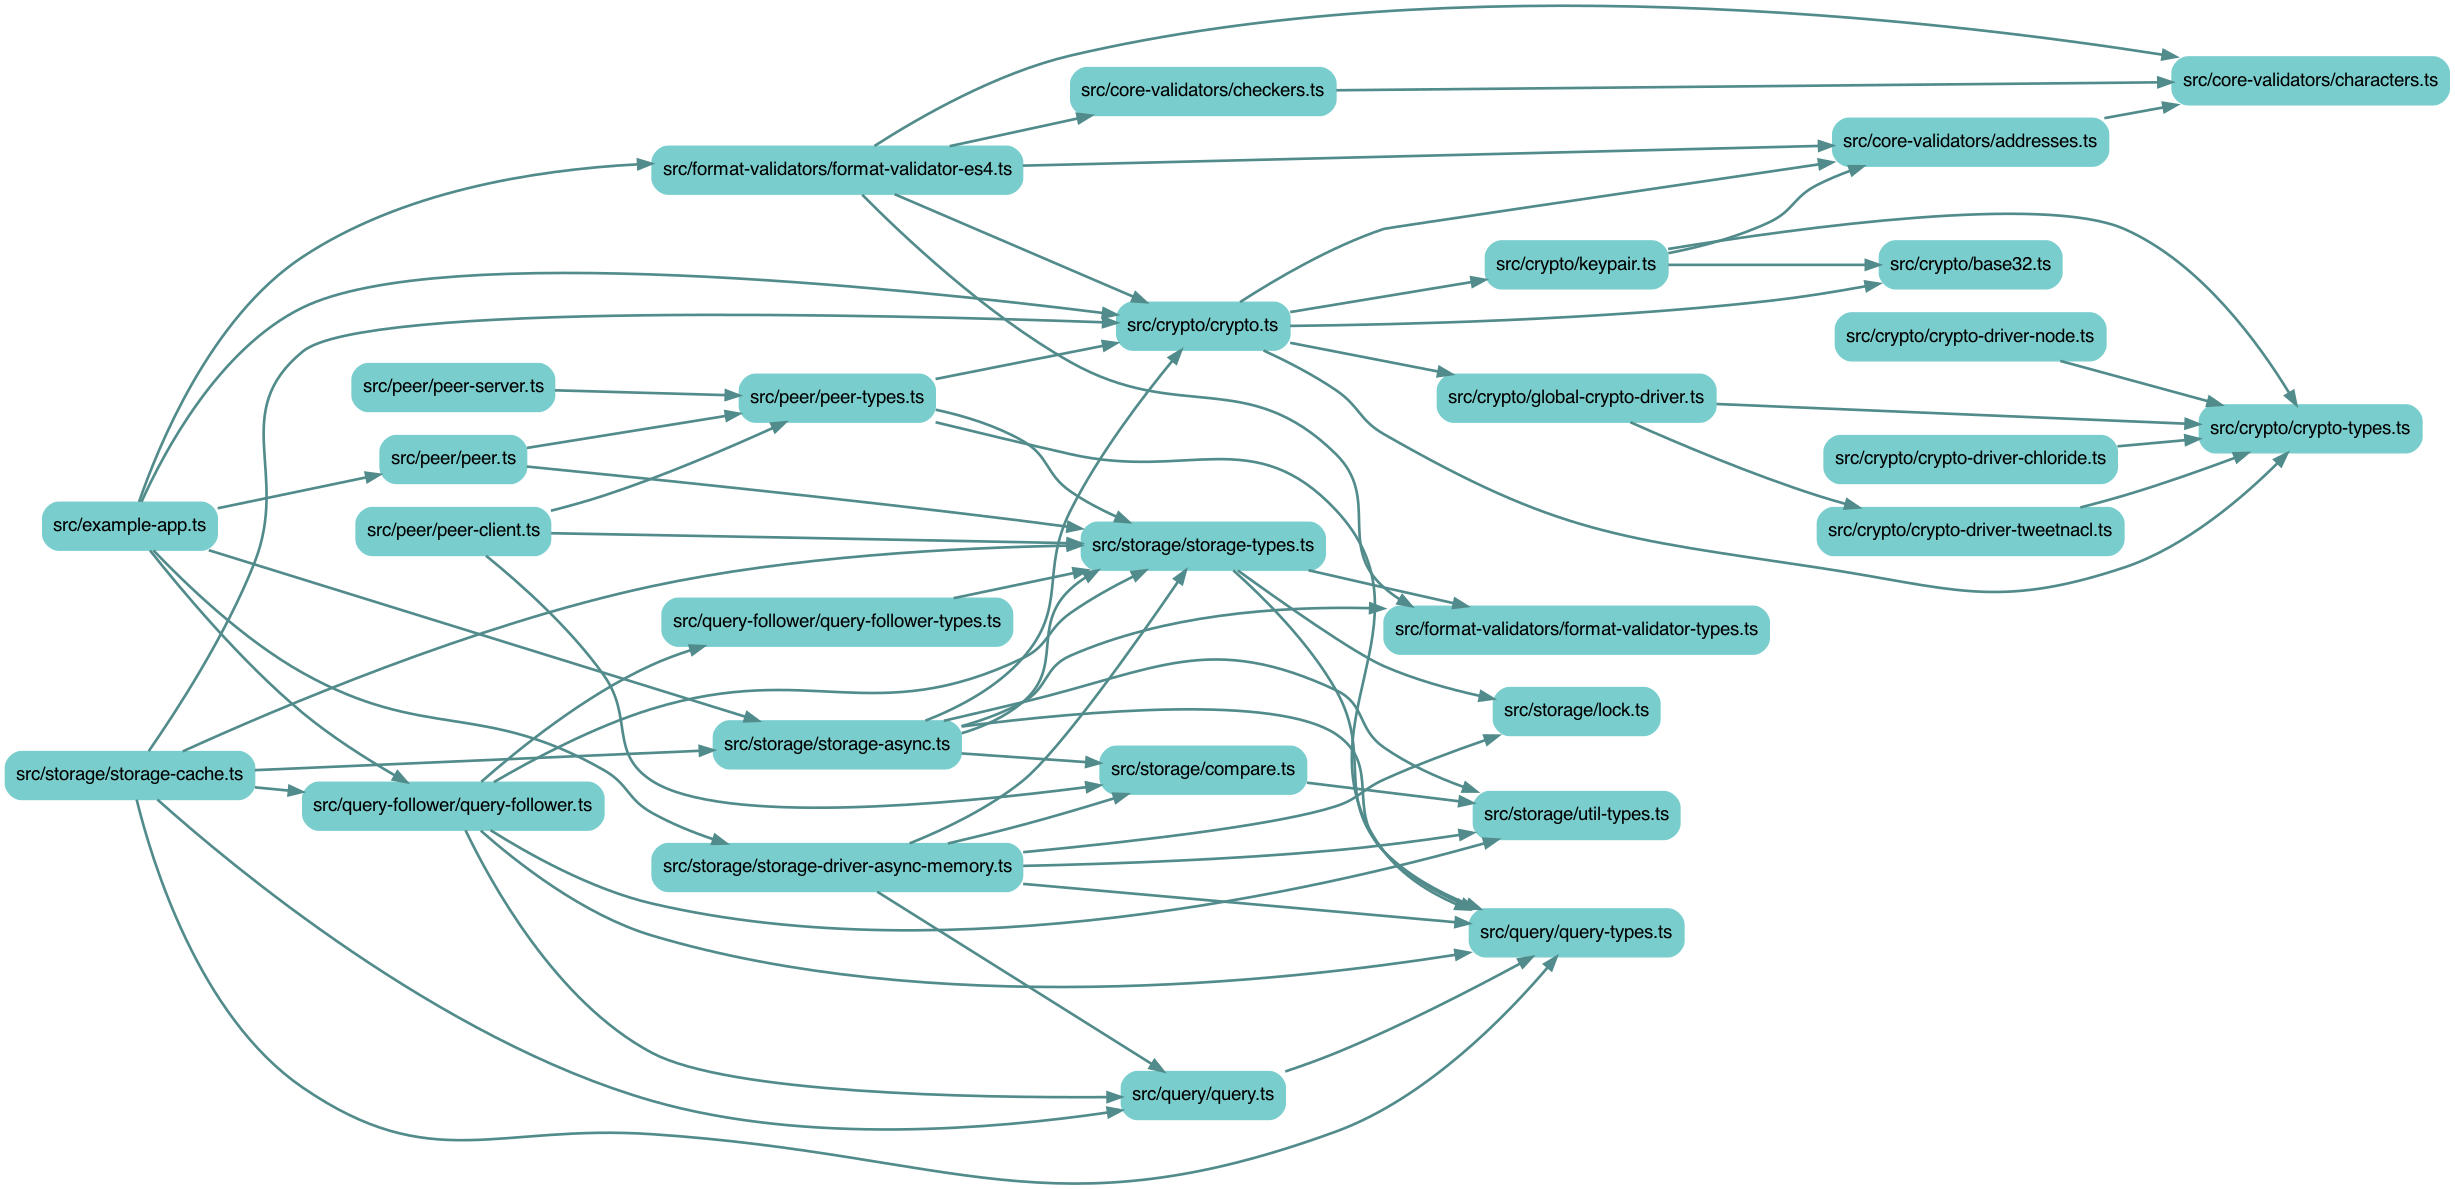 src/core-validators/characters.ts
src/core-validators/checkers.ts
src/core-validators/addresses.ts
src/format-validators/format-validator-es4.ts
src/crypto/keypair.ts
src/crypto/base32.ts
src/crypto/crypto.ts
src/crypto/crypto-driver-node.ts
src/peer/peer-server.ts
src/peer/peer-types.ts
src/crypto/global-crypto-driver.ts
src/crypto/crypto-types.ts
src/peer/peer.ts
src/crypto/crypto-driver-chloride.ts
src/example-app.ts
src/peer/peer-client.ts
src/crypto/crypto-driver-tweetnacl.ts
src/storage/storage-types.ts
src/query-follower/query-follower-types.ts
src/format-validators/format-validator-types.ts
src/storage/lock.ts
src/storage/storage-async.ts
src/storage/storage-cache.ts
src/storage/compare.ts
src/query-follower/query-follower.ts
src/storage/util-types.ts
src/storage/storage-driver-async-memory.ts
src/query/query-types.ts
src/query/query.ts